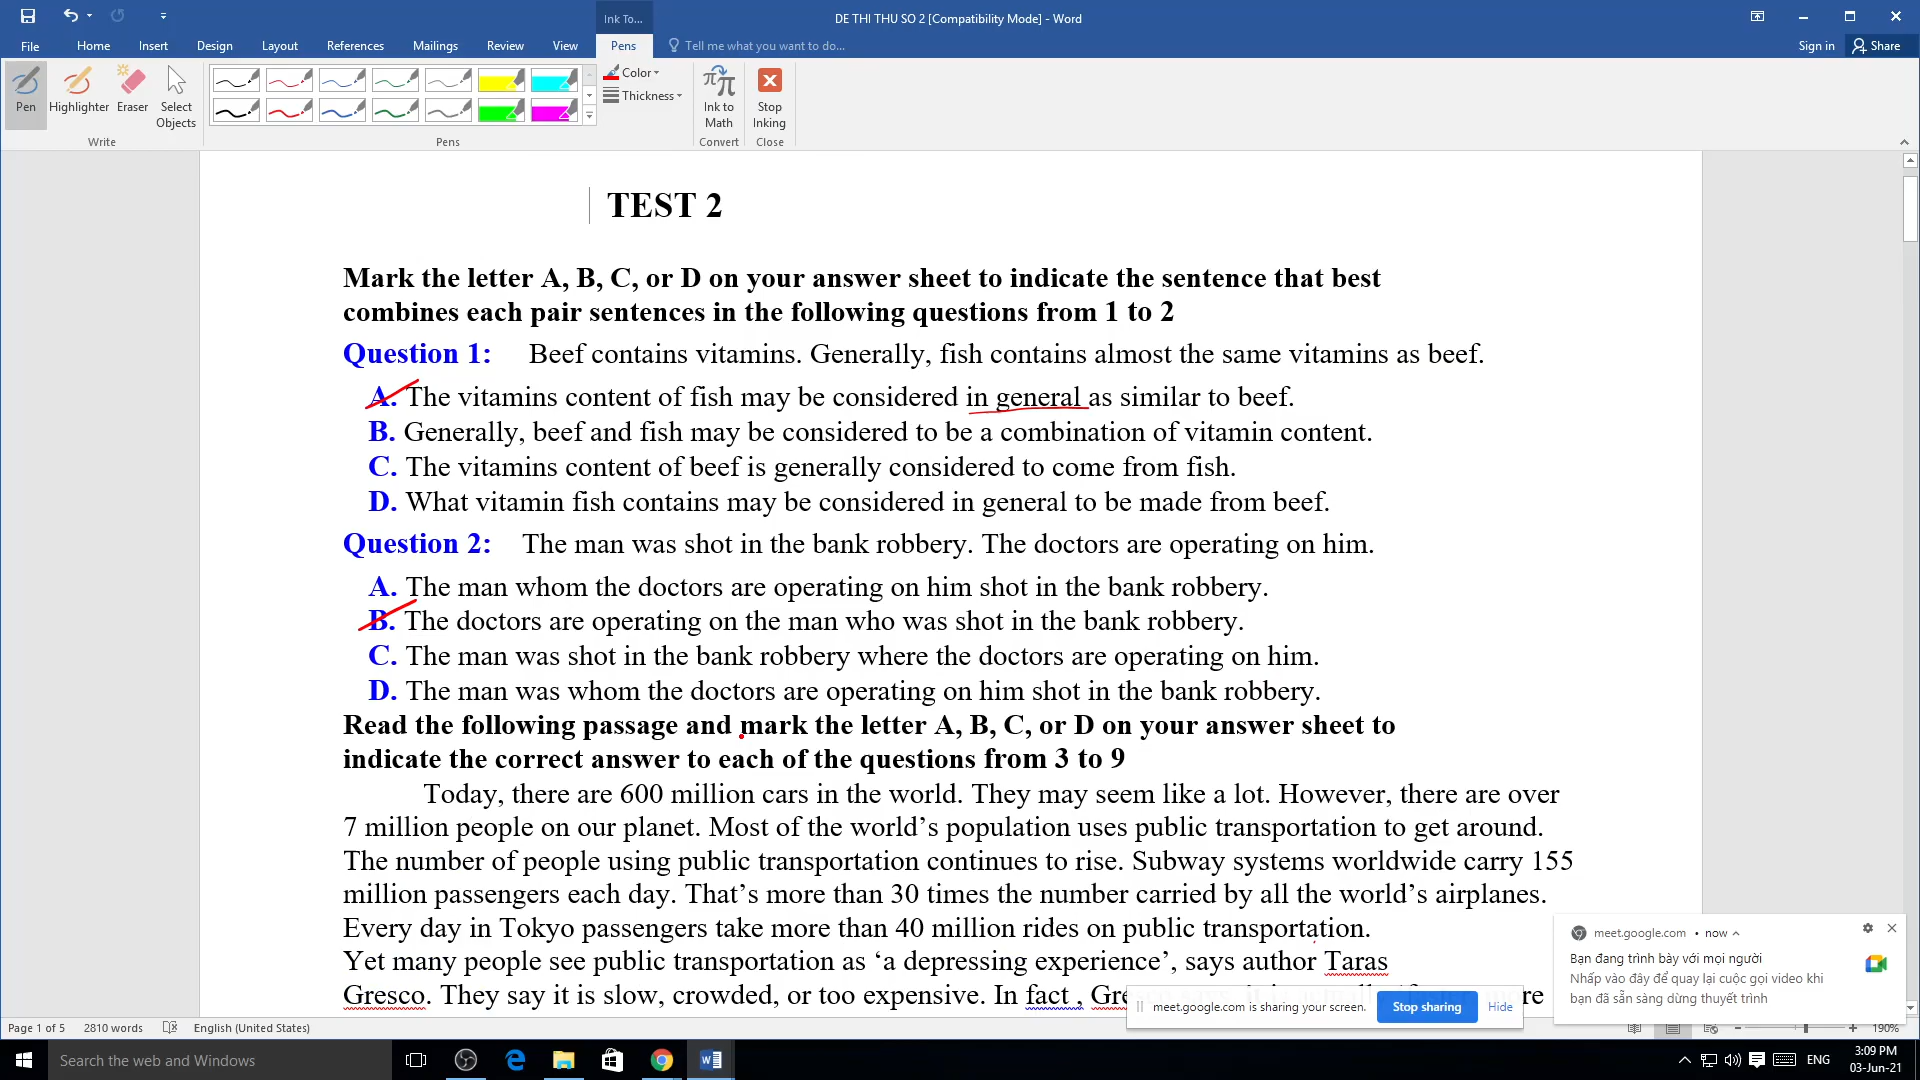 Ink To...
DE THI THU SO 2 [Compatibility Mode] - Word
File
Home
Insert
Design
Layout
References
Mailings
Review
View
Pens
Tell me what you want to do...
Sign in
Share
Pen
Highlighter
Eraser
Select Objects
Color
Thickness
Ink to Math
Stop Inking
Write
Pens
Convert
Close
TEST 2
Mark the letter A, B, C, or D on your answer sheet to indicate the sentence that best
combines each pair sentences in the following questions from 1 to 2
Question 1: Beef contains vitamins. Generally, fish contains almost the same vitamins as beef.
A. The vitamins content of fish may be considered in general as similar to beef.
B. Generally, beef and fish may be considered to be a combination of vitamin content.
C. The vitamins content of beef is generally considered to come from fish.
D. What vitamin fish contains may be considered in general to be made from beef.
Question 2: The man was shot in the bank robbery. The doctors are operating on him.
A. The man whom the doctors are operating on him shot in the bank robbery.
B. The doctors are operating on the man who was shot in the bank robbery.
C. The man was shot in the bank robbery where the doctors are operating on him.
D. The man was whom the doctors are operating on him shot in the bank robbery.
Read the following passage and mark the letter A, B, C, or D on your answer sheet to
indicate the correct answer to each of the questions from 3 to 9
Today, there are 600 million cars in the world. They may seem like a lot. However, there are over
7 million people on our planet. Most of the world’s population uses public transportation to get around.
The number of people using public transportation continues to rise. Subway systems worldwide carry 155
million passengers each day. That’s more than 30 times the number carried by all the world’s airplanes.
Every day in Tokyo passengers take more than 40 million rides on public transportation.
Yet many people see public transportation as ‘a depressing experience’, says author Taras
Gresco. They say it is slow, crowded, or too expensive. In fact ,
meet.google.com • now
Bạn đang trình bày với mọi người
Nhấp vào đây để quay lại cuộc gọi video khi
bạn đã sẵn sàng dừng thuyết trình
meet.google.com is sharing your screen.
Stop sharing
Hide
Page 1 of 5
2810 words
English (United States)
190%
Search the web and Windows
ENG
3:09 PM
03-Jun-21